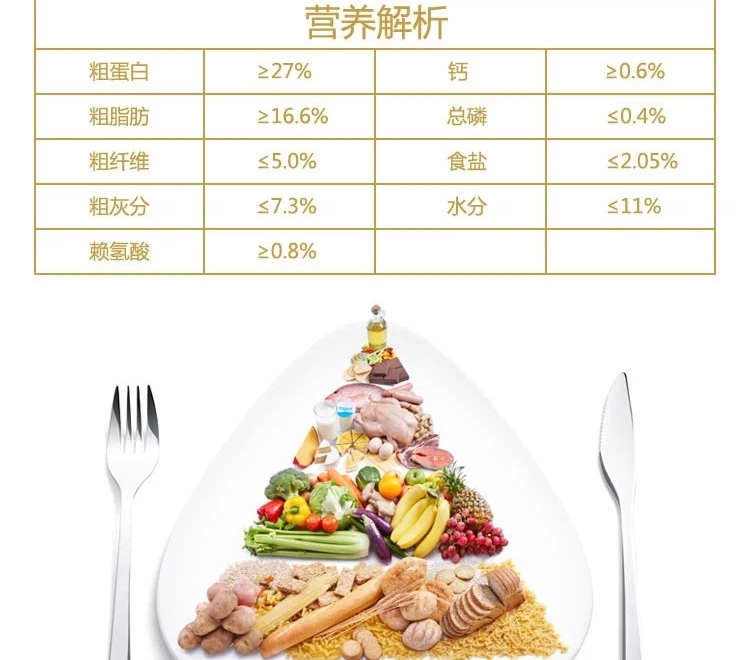 营养解析
粗蛋白 ≥27% 钙 ≥0.6%
粗脂肪 ≥16.6% 总磷 ≤0.4%
粗纤维 ≤5.0% 食盐 ≤2.05%
粗灰分 ≤7.3% 水分 ≤11%
赖氢酸 ≥0.8%